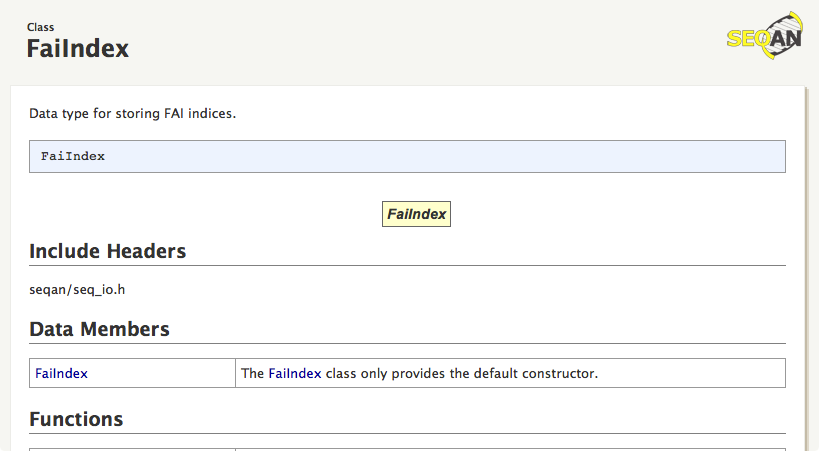 Class
FaiIndex
SEQAN
Data type for storing FAI indices.
FaiIndex
FaiIndex
Include Headers
seqan/seq_io.h
Data Members
FaiIndex The FaiIndex class only provides the default constructor.
Functions